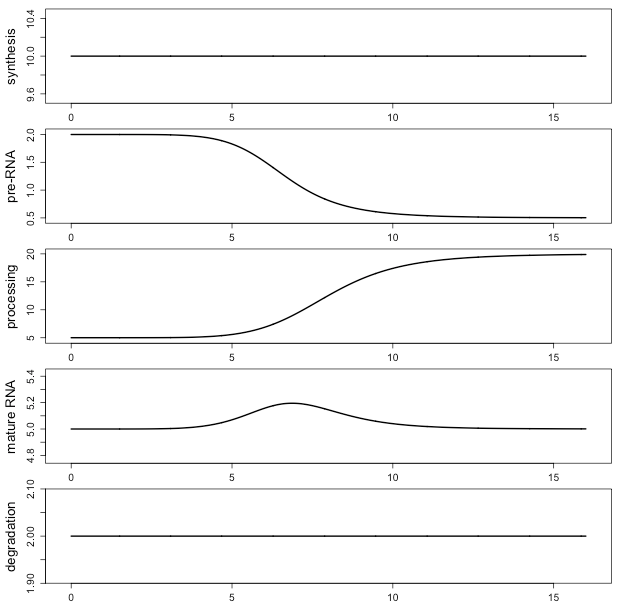 synthesis
9.6 10.0 10.4
0 5 10 15
pre-RNA
0.5 1.0 1.5 2.0
0 5 10 15
processing
5 10 15 20
0 5 10 15
mature RNA
4.8 5.0 5.2 5.4
0 5 10 15
degradation
1.90 2.00 2.10
0 5 10 15